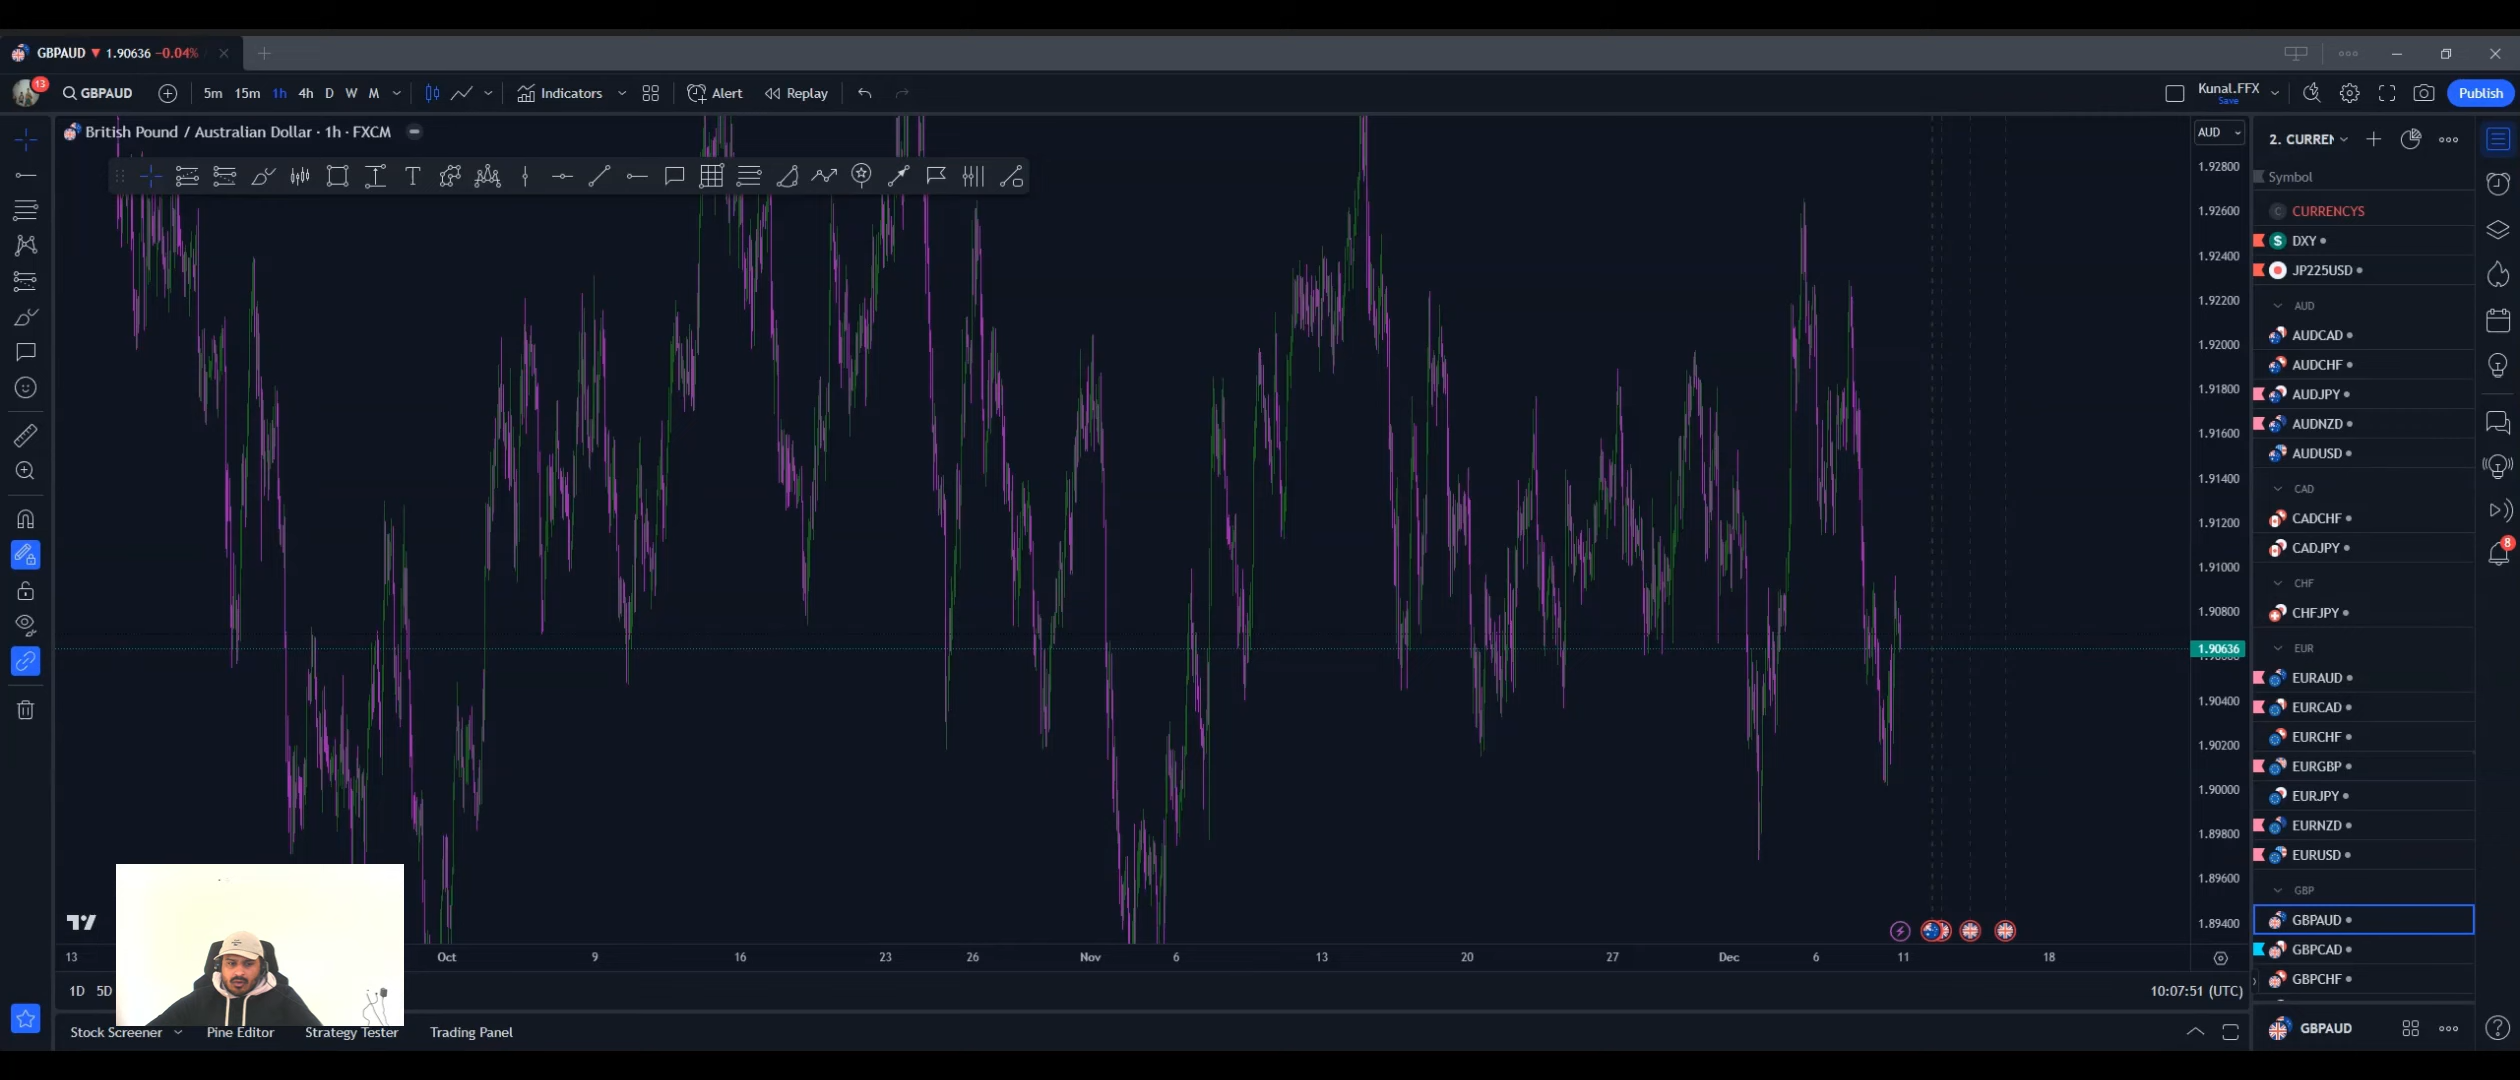 GBPAUD ▼ 1.90636 −0.04%
13
GBPAUD 5m 15m 1h 4h D W M Indicators Alert Replay
Kunal.FFX
Save
Publish
British Pound / Australian Dollar · 1h · FXCM
AUD
1.92800
1.92600
1.92400
1.92200
1.92000
1.91800
1.91600
1.91400
1.91200
1.91000
1.90800
1.90636
1.90400
1.90200
1.90000
1.89800
1.89600
1.89400
13 Oct 9 16 23 26 Nov 6 13 20 27 Dec 6 11 18
1D 5D
10:07:51 (UTC)
Stock Screener Pine Editor Strategy Tester Trading Panel
2. CURREN
Symbol
CURRENCYS
DXY
JP225USD
AUD
AUDCAD
AUDCHF
AUDJPY
AUDNZD
AUDUSD
CAD
CADCHF
CADJPY
CHF
CHFJPY
EUR
EURAUD
EURCAD
EURCHF
EURGBP
EURJPY
EURNZD
EURUSD
GBP
GBPAUD
GBPCAD
GBPCHF
GBPAUD
8